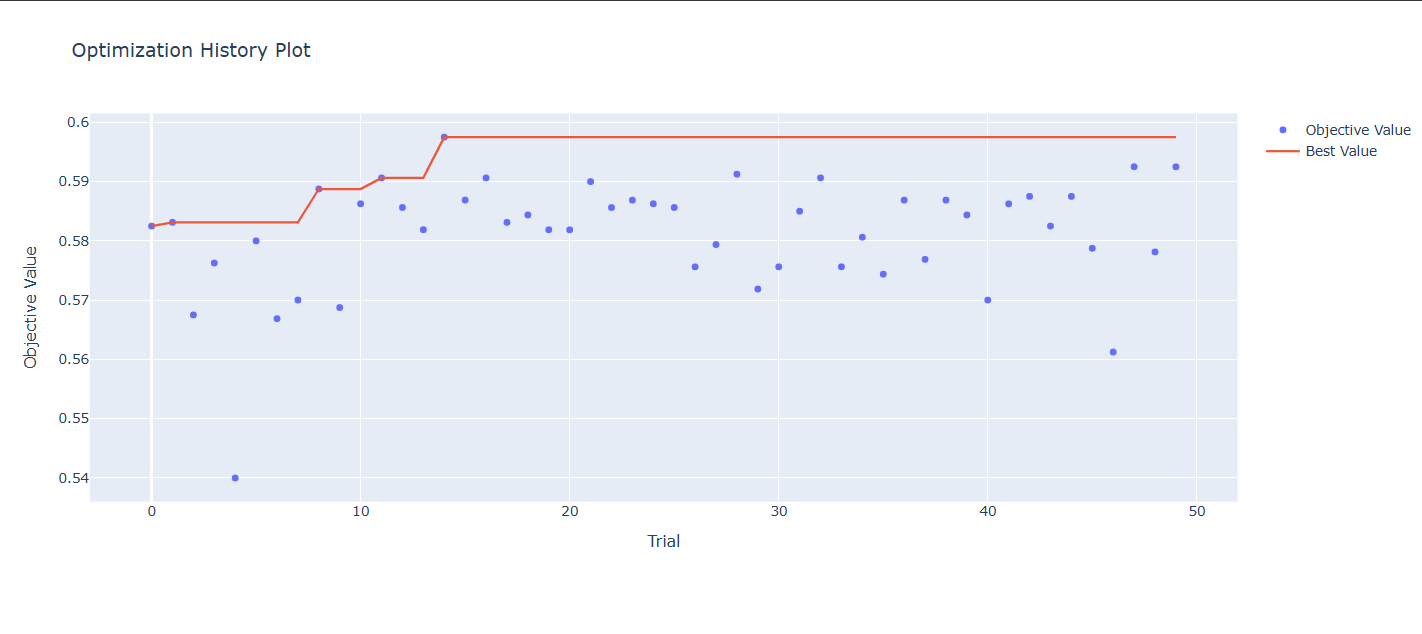 Optimization History Plot
0.6
0.59
0.58
0.57
0.56
0.55
0.54
Objective Value
0 10 20 30 40 50
Trial
Objective Value
Best Value